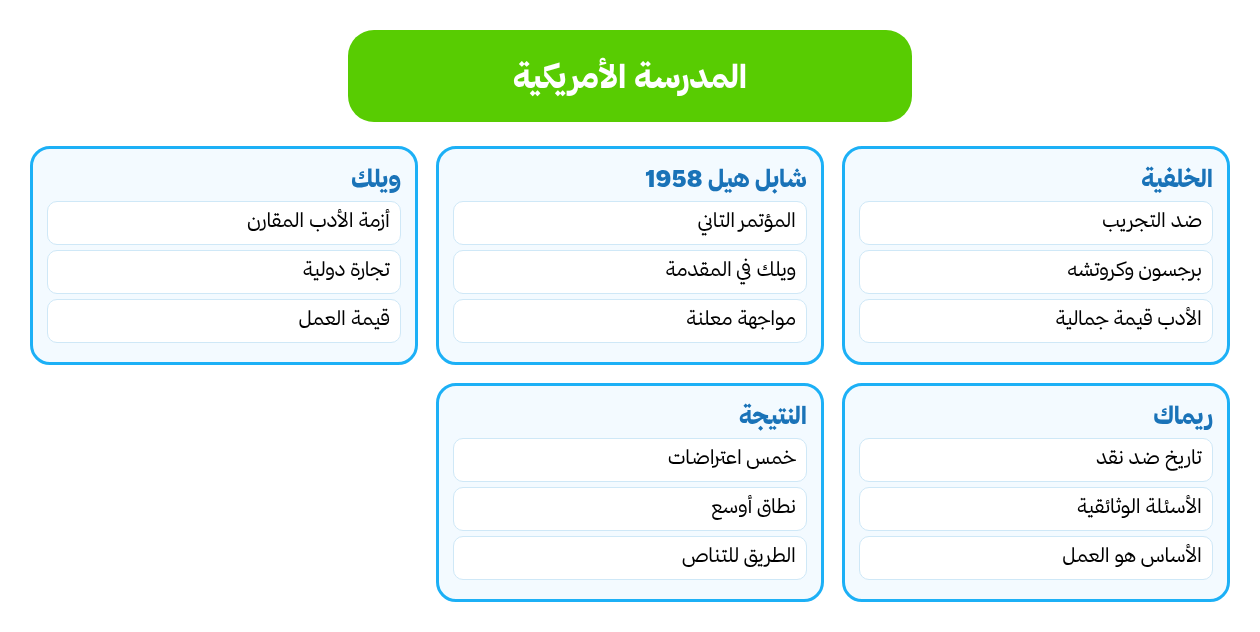 المدرسة الأمريكية
الخلفية
ضد التجريب
برجسون وكروتشه
الأدب قيمة جمالية
شابل هيل 1958
المؤتمر الثاني
ويلك في المقدمة
مواجهة معلنة
ويلك
أزمة الأدب المقارن
تجارة دولية
قيمة العمل
ريماك
تاريخ ضد نقد
الأسئلة الوثائقية
الأساس هو العمل
النتيجة
خمس اعتراضات
نطاق أوسع
الطريق للتناص